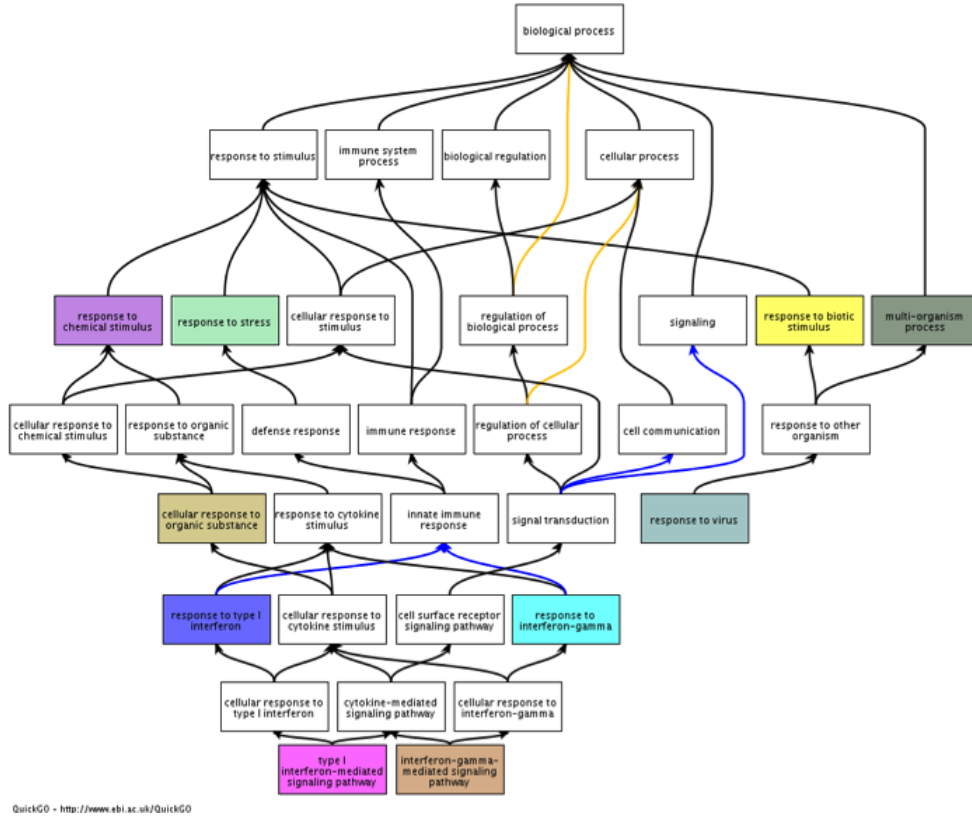 biological process
response to stimulus
immune system
process
biological regulation
cellular process
response to
chemical stimulus
response to stress
cellular response to
stimulus
regulation of
biological process
signaling
response to biotic
stimulus
multi-organism
process
cellular response to
chemical stimulus
response to organic
substance
defense response
immune response
regulation of cellular
process
cell communication
response to other
organism
cellular response to
organic substance
response to cytokine
stimulus
innate immune
response
signal transduction
response to virus
response to type I
interferon
cellular response to
cytokine stimulus
cell surface receptor
signaling pathway
response to
interferon-gamma
cellular response to
type I interferon
cytokine-mediated
signaling pathway
cellular response to
interferon-gamma
type I
interferon-mediated
signaling pathway
interferon-gamma-
mediated signaling
pathway
QuickGO - http://www.ebi.ac.uk/QuickGO